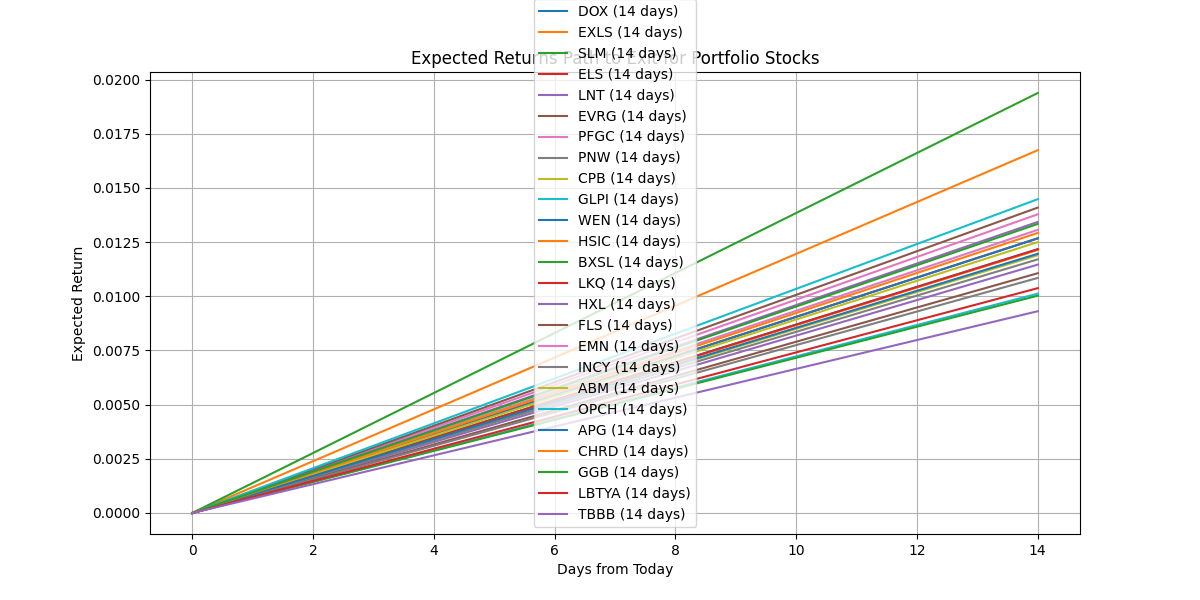 DOX (14 days)
EXLS (14 days)
SLM (14 days)
Expected Returns Path to Exit for Portfolio Stocks
ELS (14 days)
LNT (14 days)
EVRG (14 days)
PFGC (14 days)
PNW (14 days)
CPB (14 days)
GLPI (14 days)
WEN (14 days)
HSIC (14 days)
BXSL (14 days)
LKQ (14 days)
HXL (14 days)
FLS (14 days)
EMN (14 days)
INCY (14 days)
ABM (14 days)
OPCH (14 days)
APG (14 days)
CHRD (14 days)
GGB (14 days)
LBTYA (14 days)
TBBB (14 days)
0.0200
0.0175
0.0150
0.0125
0.0100
0.0075
0.0050
0.0025
0.0000
Expected Return
0 2 4 6 8 10 12 14
Days from Today